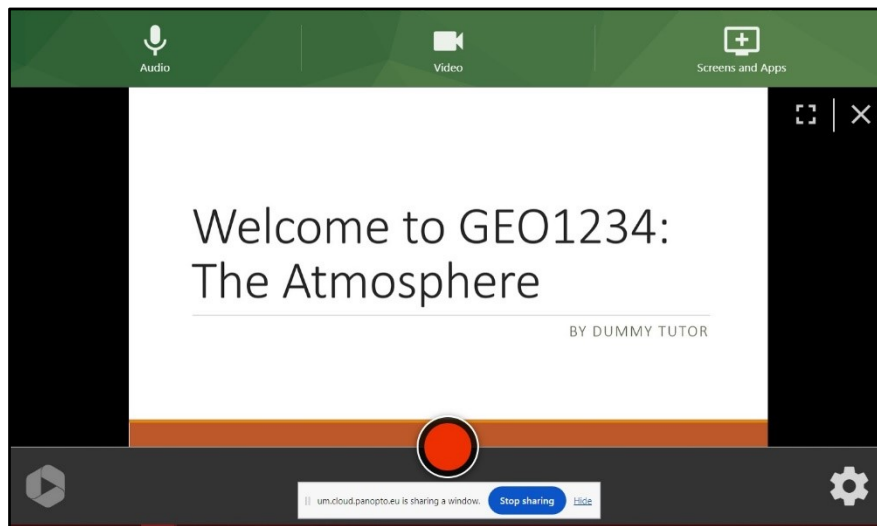 Audio
Video
Screens and Apps
Welcome to GEO1234:
The Atmosphere
BY DUMMY TUTOR
um.cloud.panopto.eu is sharing a window.
Stop sharing
Hide